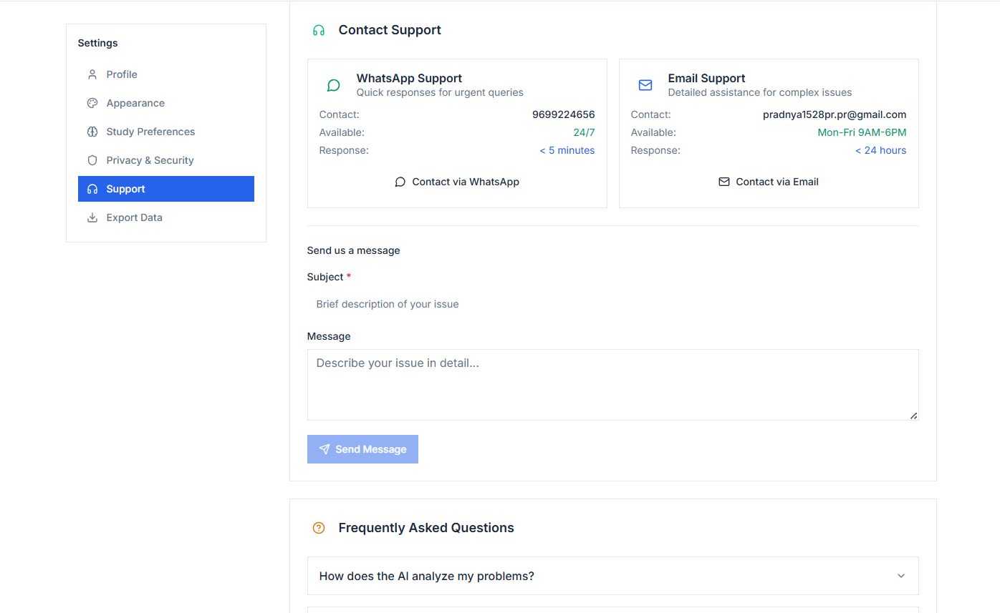 Settings
Profile
Appearance
Study Preferences
Privacy & Security
Support
Export Data
Contact Support
WhatsApp Support
Quick responses for urgent queries
Contact: 9699224656
Available: 24/7
Response: < 5 minutes
Contact via WhatsApp
Email Support
Detailed assistance for complex issues
Contact: pradnya1528pr.pr@gmail.com
Available: Mon-Fri 9AM-6PM
Response: < 24 hours
Contact via Email
Send us a message
Subject *
Brief description of your issue
Message
Describe your issue in detail...
Send Message
Frequently Asked Questions
How does the AI analyze my problems?